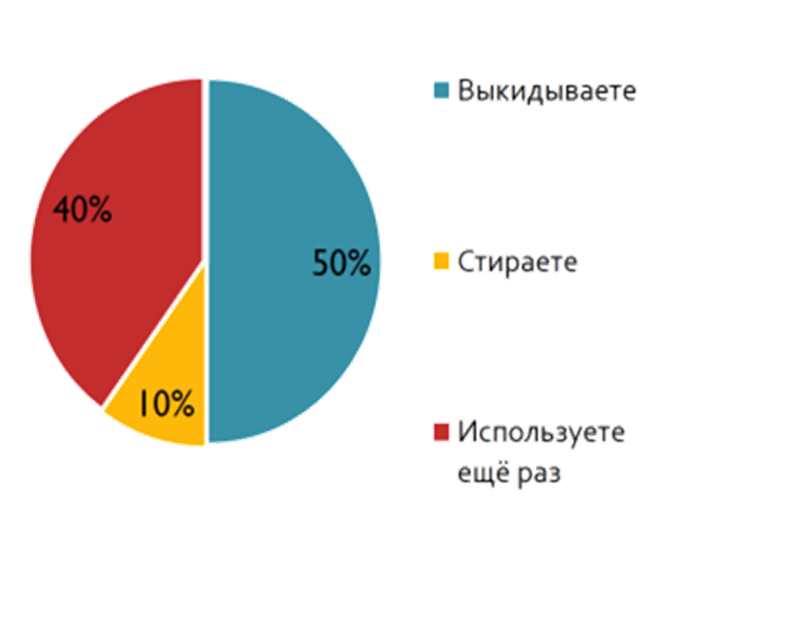 Выкидываете
40%
50%
Стираете
10%
Используете
ещё раз